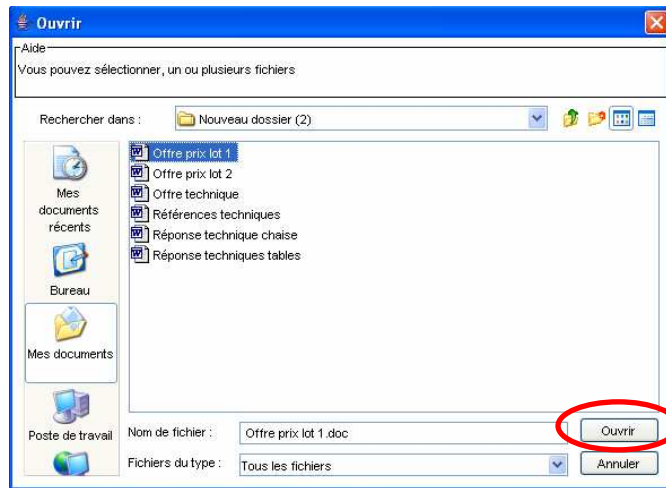 Ouvrir
Aide
Vous pouvez sélectionner, un ou plusieurs fichiers
Rechercher dans : Nouveau dossier (2)
Offre prix lot 1
Offre prix lot 2
Offre technique
Références techniques
Réponse technique chaise
Réponse techniques tables
Mes documents récents
Bureau
Mes documents
Poste de travail
Nom de fichier : Offre prix lot 1.doc Ouvrir
Fichiers du type : Tous les fichiers Annuler